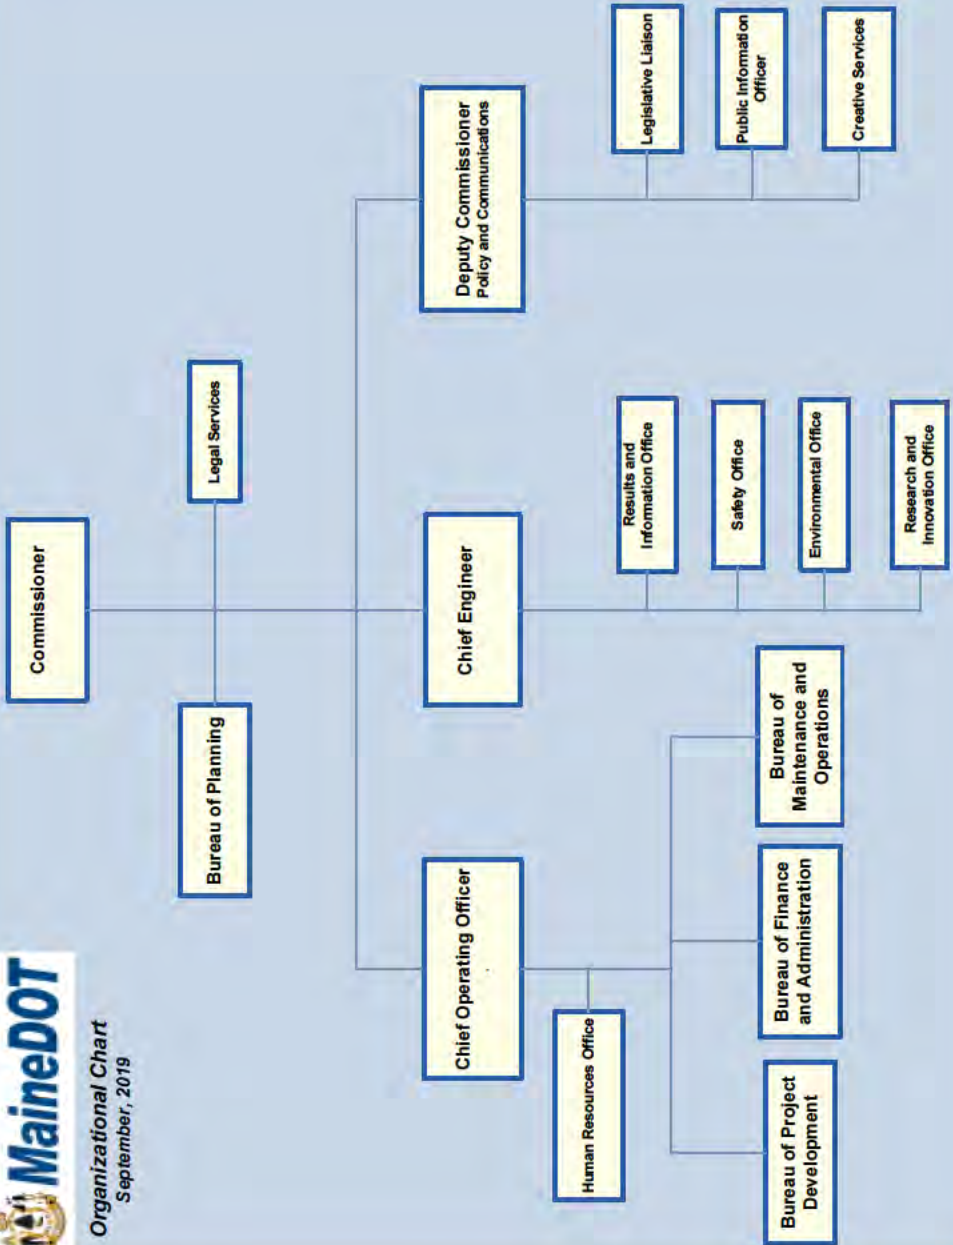 MaineDOT
Organizational Chart
September, 2019
Commissioner
Bureau of Planning
Legal Services
Chief Operating Officer
Chief Engineer
Deputy Commissioner
Policy and Communications
Human Resources Office
Bureau of Project
Development
Bureau of Finance
and Administration
Bureau of
Maintenance and
Operations
Results and
Information Office
Safety Office
Environmental Office
Research and
Innovation Office
Legislative Liaison
Public Information
Officer
Creative Services